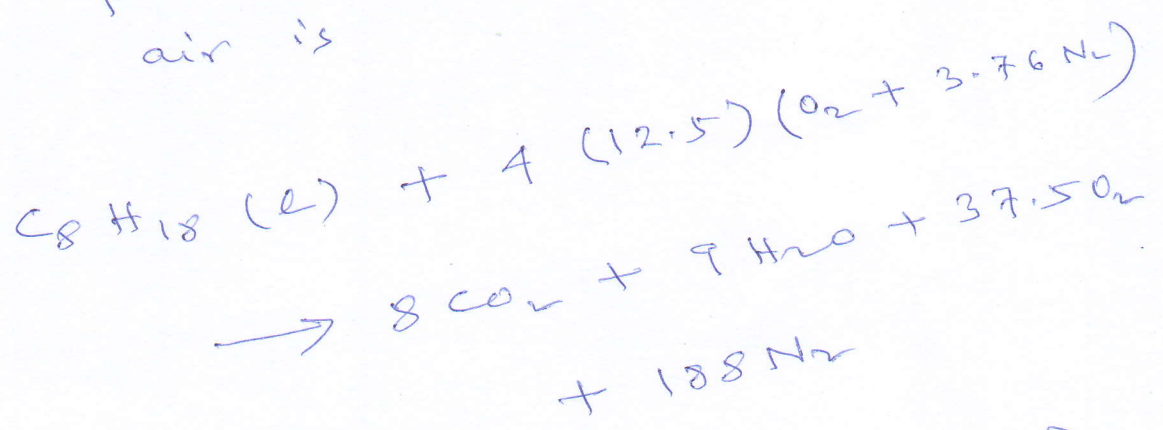 air is
C8 H18 (l) + 4 (12.5) (O2 + 3.76 N2)
→ 8 CO2 + 9 H2O + 37.5 O2
+ 188 N2